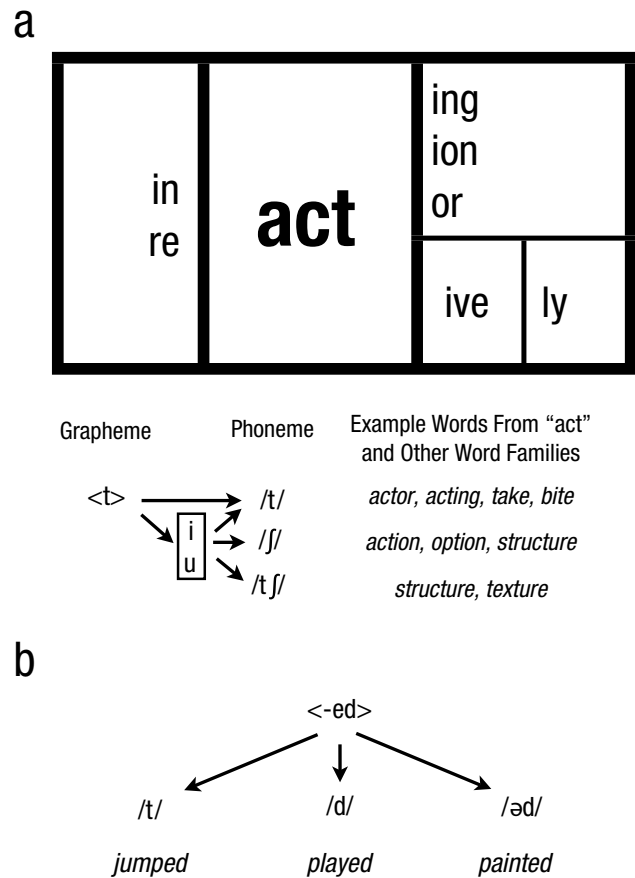 a
in
re
act
ing
ion
or
ive
ly
Grapheme
Phoneme
Example Words From “act”
and Other Word Families
<t>
i
u
/t/
actor, acting, take, bite
/ʃ/
action, option, structure
/t ʃ/
structure, texture
b
<-ed>
/t/ /d/ /əd/
jumped played painted